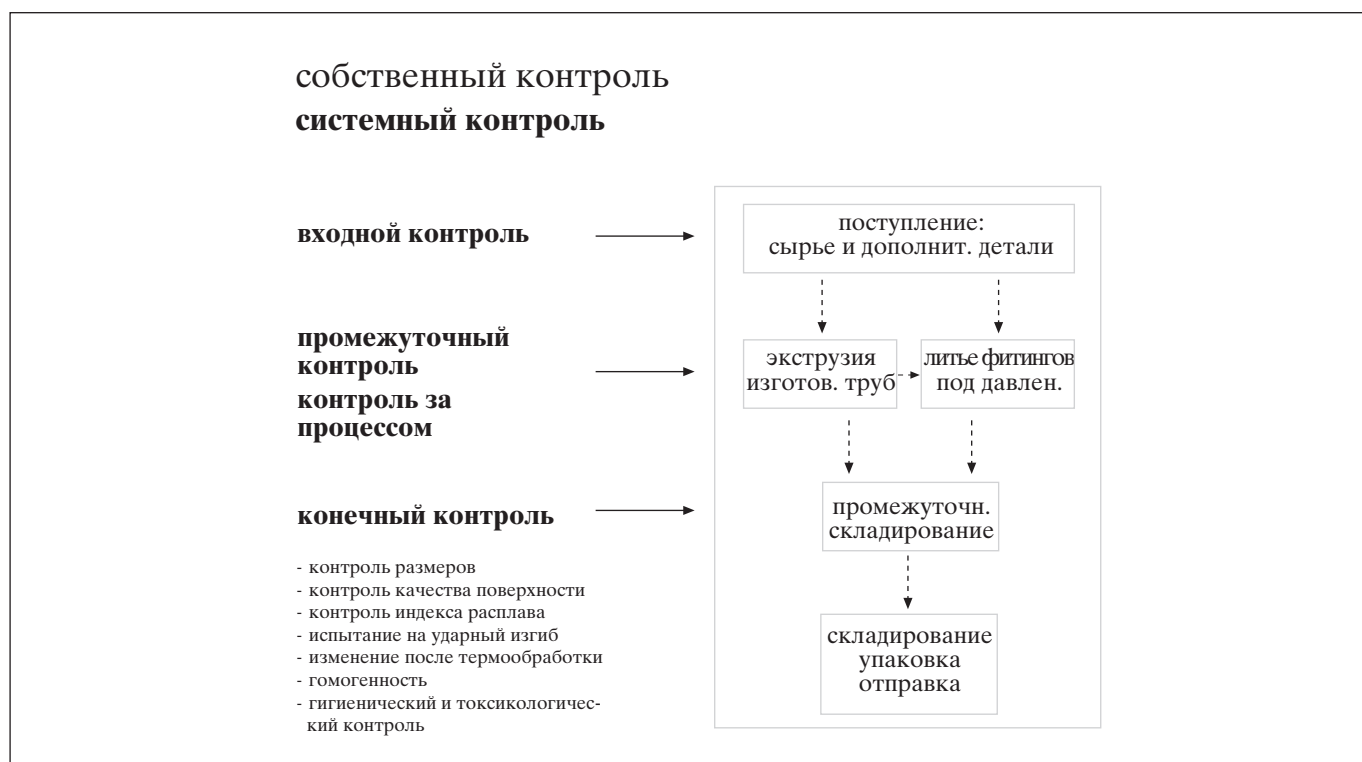 собственный контроль
системный контроль
входной контроль
поступление:
сырье и дополнит. детали
промежуточный
контроль
контроль за
процессом
экструзия
изготов. труб
литье фитингов
под давлен.
конечный контроль
- контроль размеров
- контроль качества поверхности
- контроль индекса расплава
- испытание на ударный изгиб
- изменение после термообработки
- гомогенность
- гигиенический и токсикологичес-
кий контроль
промежуточн.
складирование
складирование
упаковка
отправка